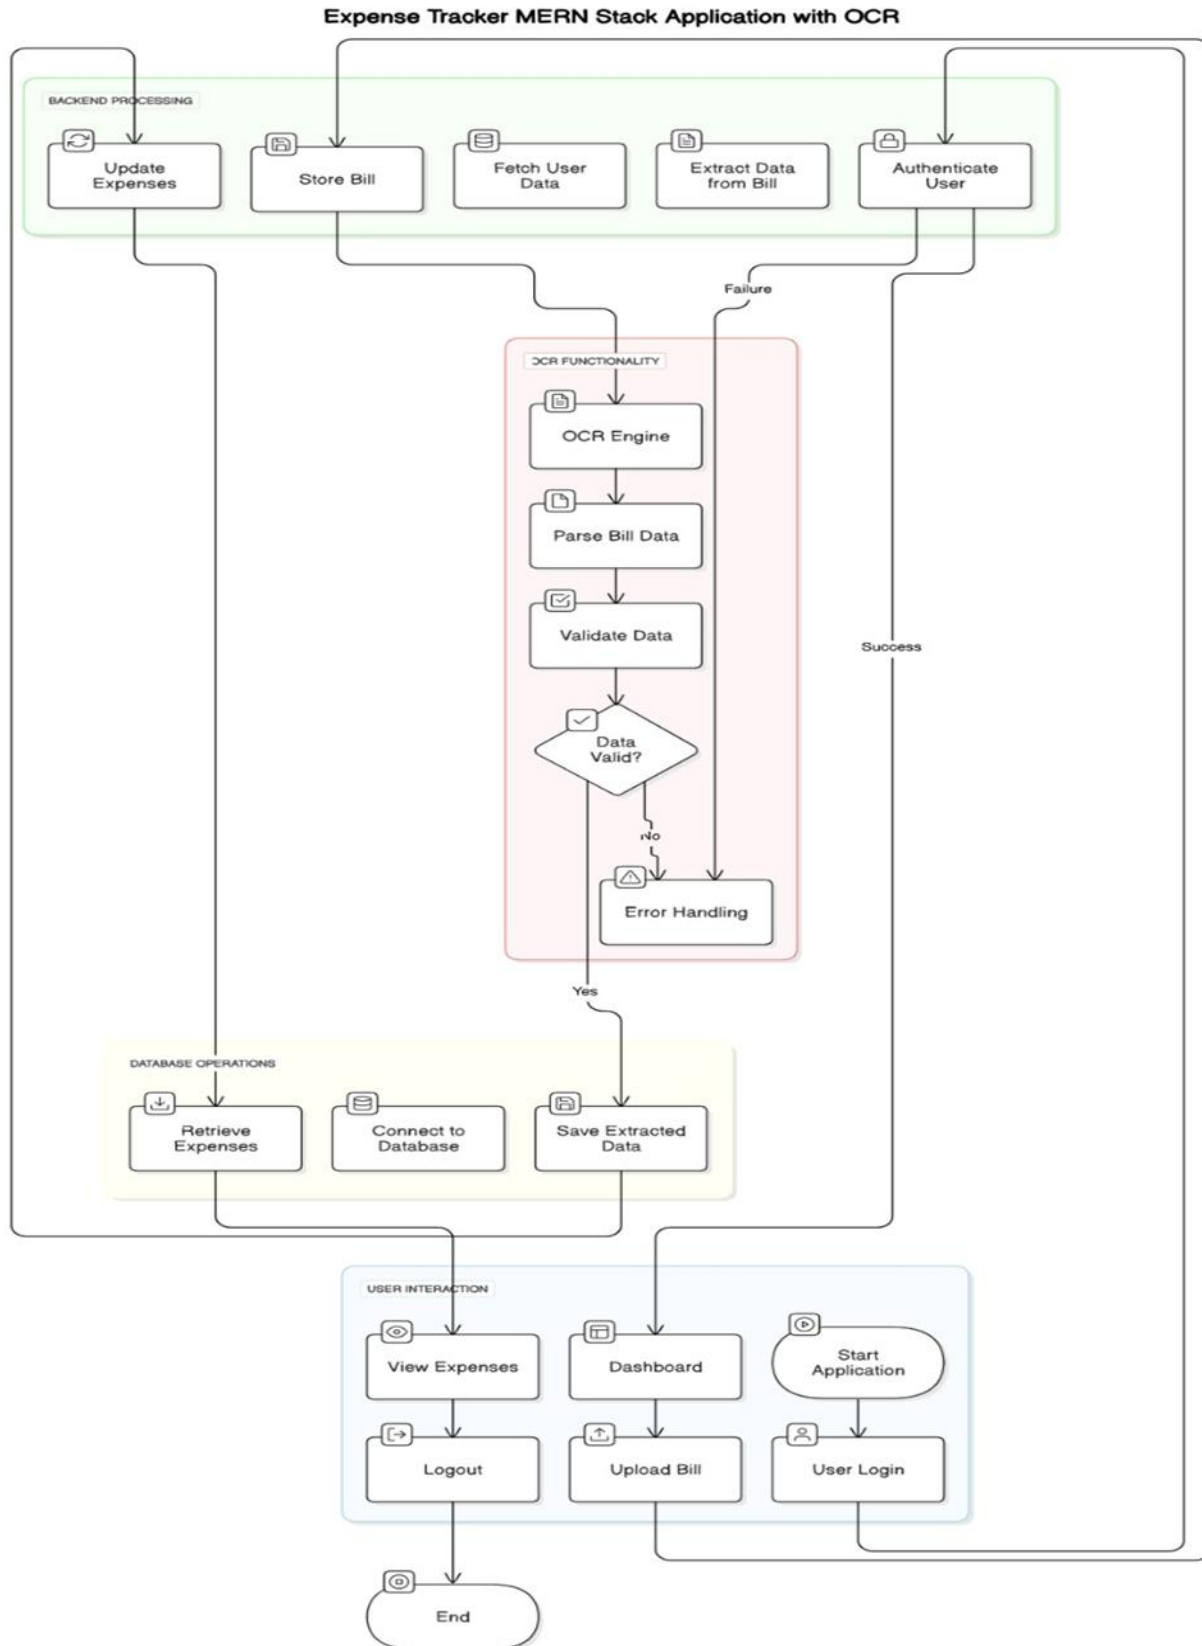 Expense Tracker MERN Stack Application with OCR
BACKEND PROCESSING
Update
Expenses
Store Bill
Fetch User
Data
Extract Data
from Bill
Authenticate
User
Failure
OCR FUNCTIONALITY
OCR Engine
Parse Bill Data
Validate Data
Success
Data
Valid?
No
Error Handling
Yes
DATABASE OPERATIONS
Retrieve
Expenses
Connect to
Database
Save Extracted
Data
USER INTERACTION
View Expenses
Dashboard
Start
Application
Logout
Upload Bill
User Login
End